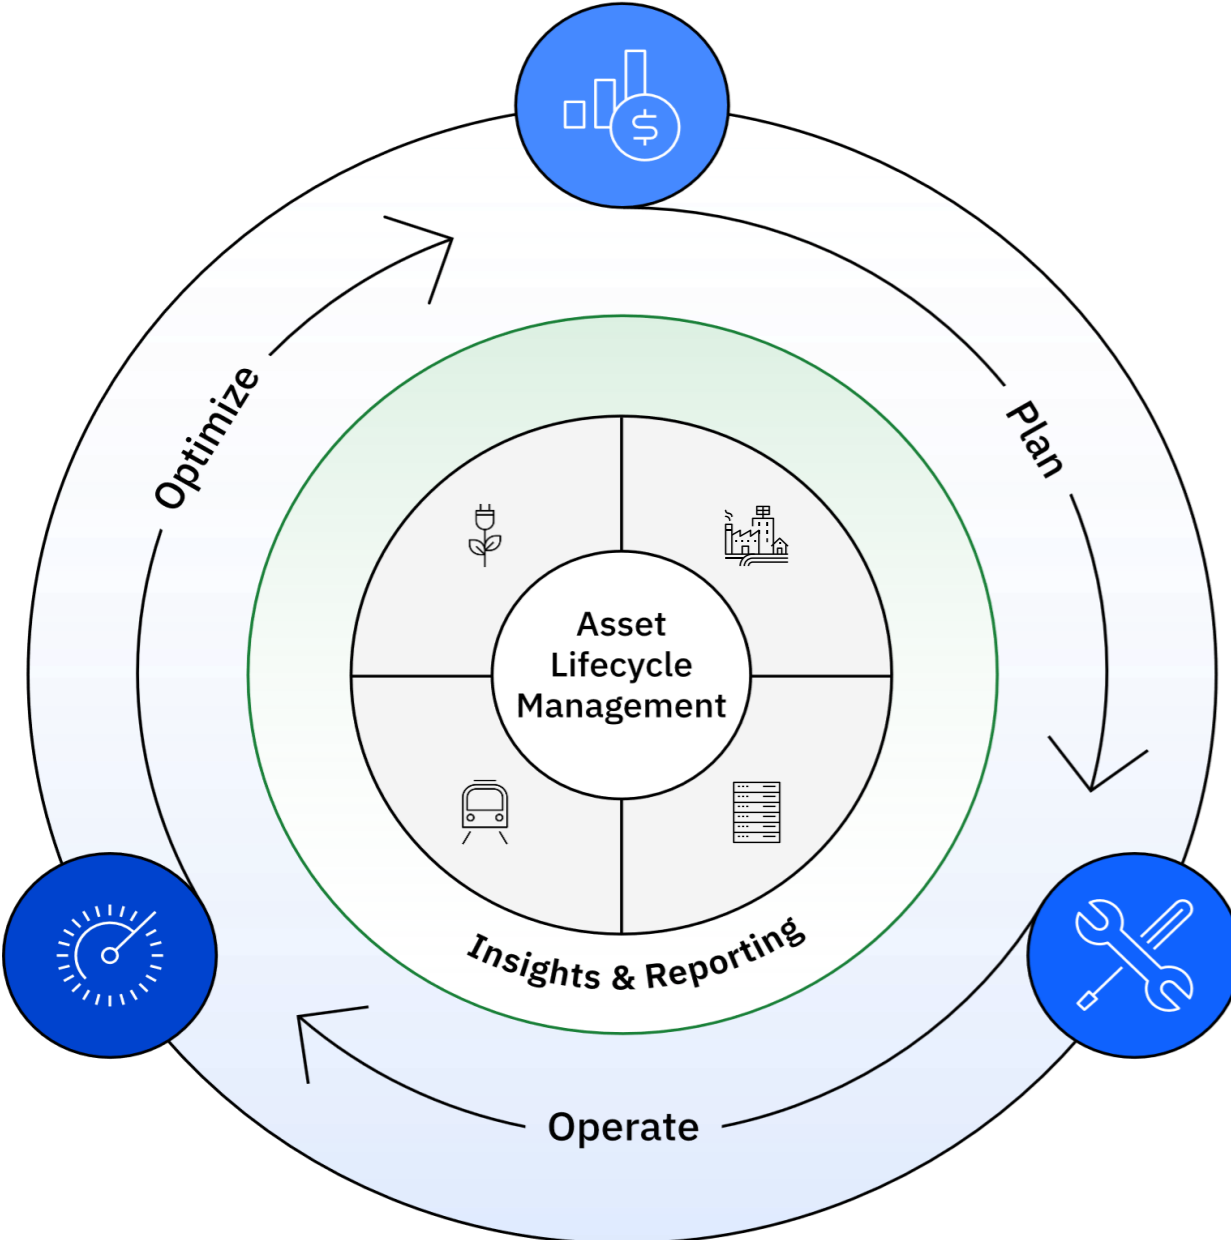 Optimize
Plan
Asset
Lifecycle
Management
Insights & Reporting
Operate